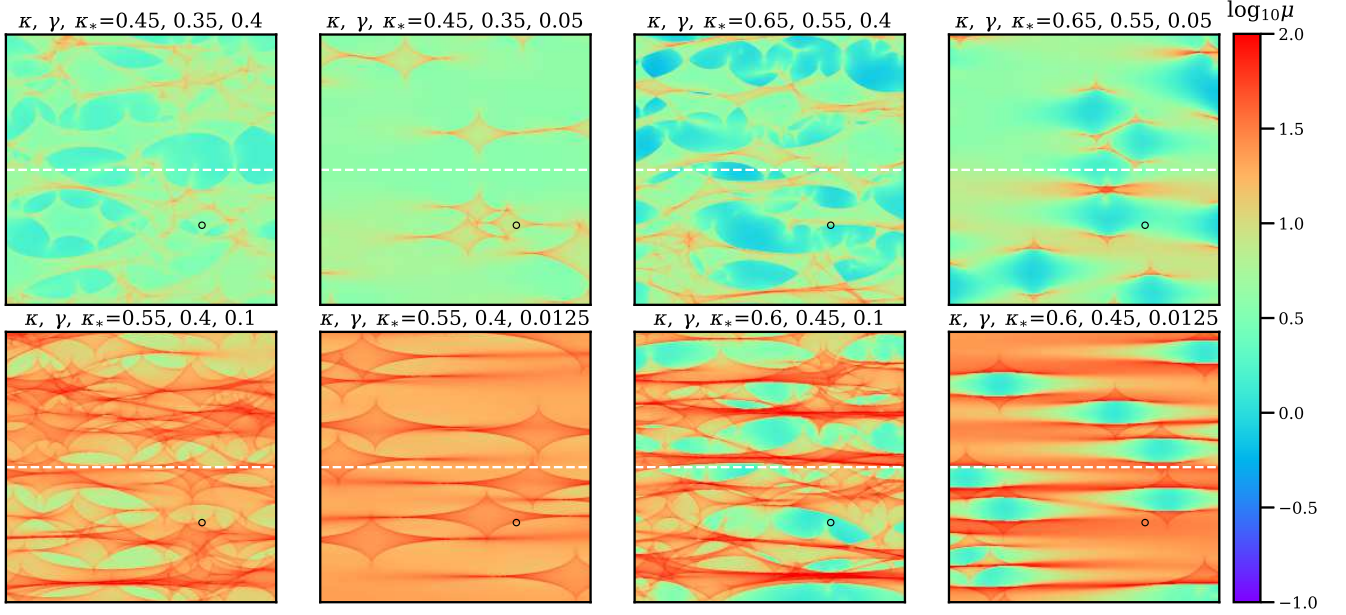 κ, γ, κ*=0.45, 0.35, 0.4
κ, γ, κ*=0.45, 0.35, 0.05
κ, γ, κ*=0.65, 0.55, 0.4
κ, γ, κ*=0.65, 0.55, 0.05
log₁₀μ
2.0
1.5
1.0
0.5
0.0
−0.5
−1.0
κ, γ, κ*=0.55, 0.4, 0.1
κ, γ, κ*=0.55, 0.4, 0.0125
κ, γ, κ*=0.6, 0.45, 0.1
κ, γ, κ*=0.6, 0.45, 0.0125